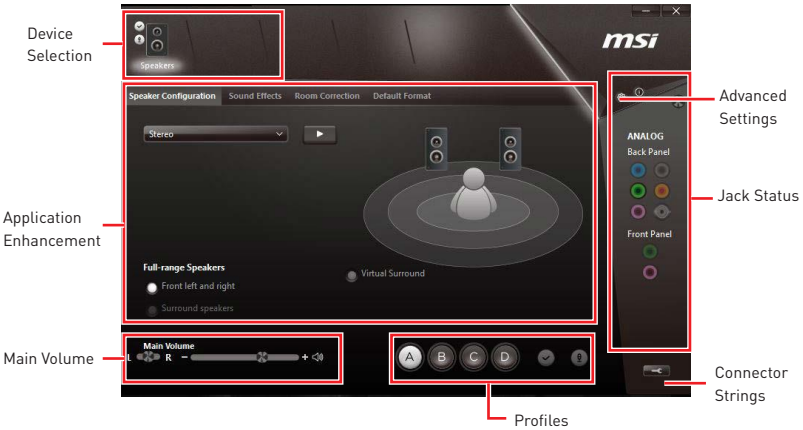 Device
Selection
msi
Speakers
Speaker Configuration Sound Effects Room Correction Default Format
Advanced
Settings
Stereo
ANALOG
Back Panel
Jack Status
Application
Enhancement
Front Panel
Full-range Speakers
Virtual Surround
Front left and right
Surround speakers
Main Volume
Main Volume
L R - +
A B C D
Connector
Strings
Profiles